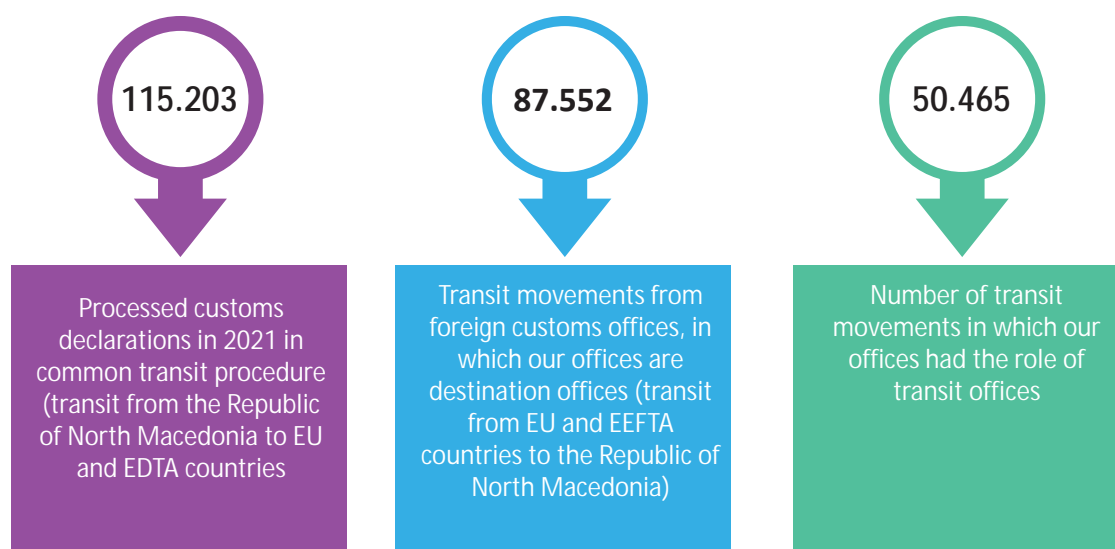 115.203
Processed customs
declarations in 2021 in
common transit procedure
(transit from the Republic
of North Macedonia to EU
and EDTA countries
87.552
Transit movements from
foreign customs offices, in
which our offices are
destination offices (transit
from EU and EEFTA
countries to the Republic of
North Macedonia)
50.465
Number of transit
movements in which our
offices had the role of
transit offices